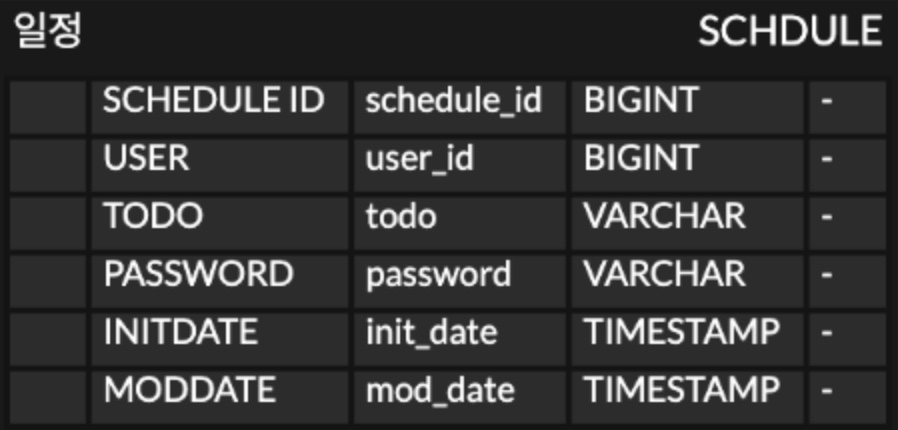 일정 SCHDULE
SCHEDULE ID schedule_id BIGINT -
USER user_id BIGINT -
TODO todo VARCHAR -
PASSWORD password VARCHAR -
INITDATE init_date TIMESTAMP -
MODDATE mod_date TIMESTAMP -